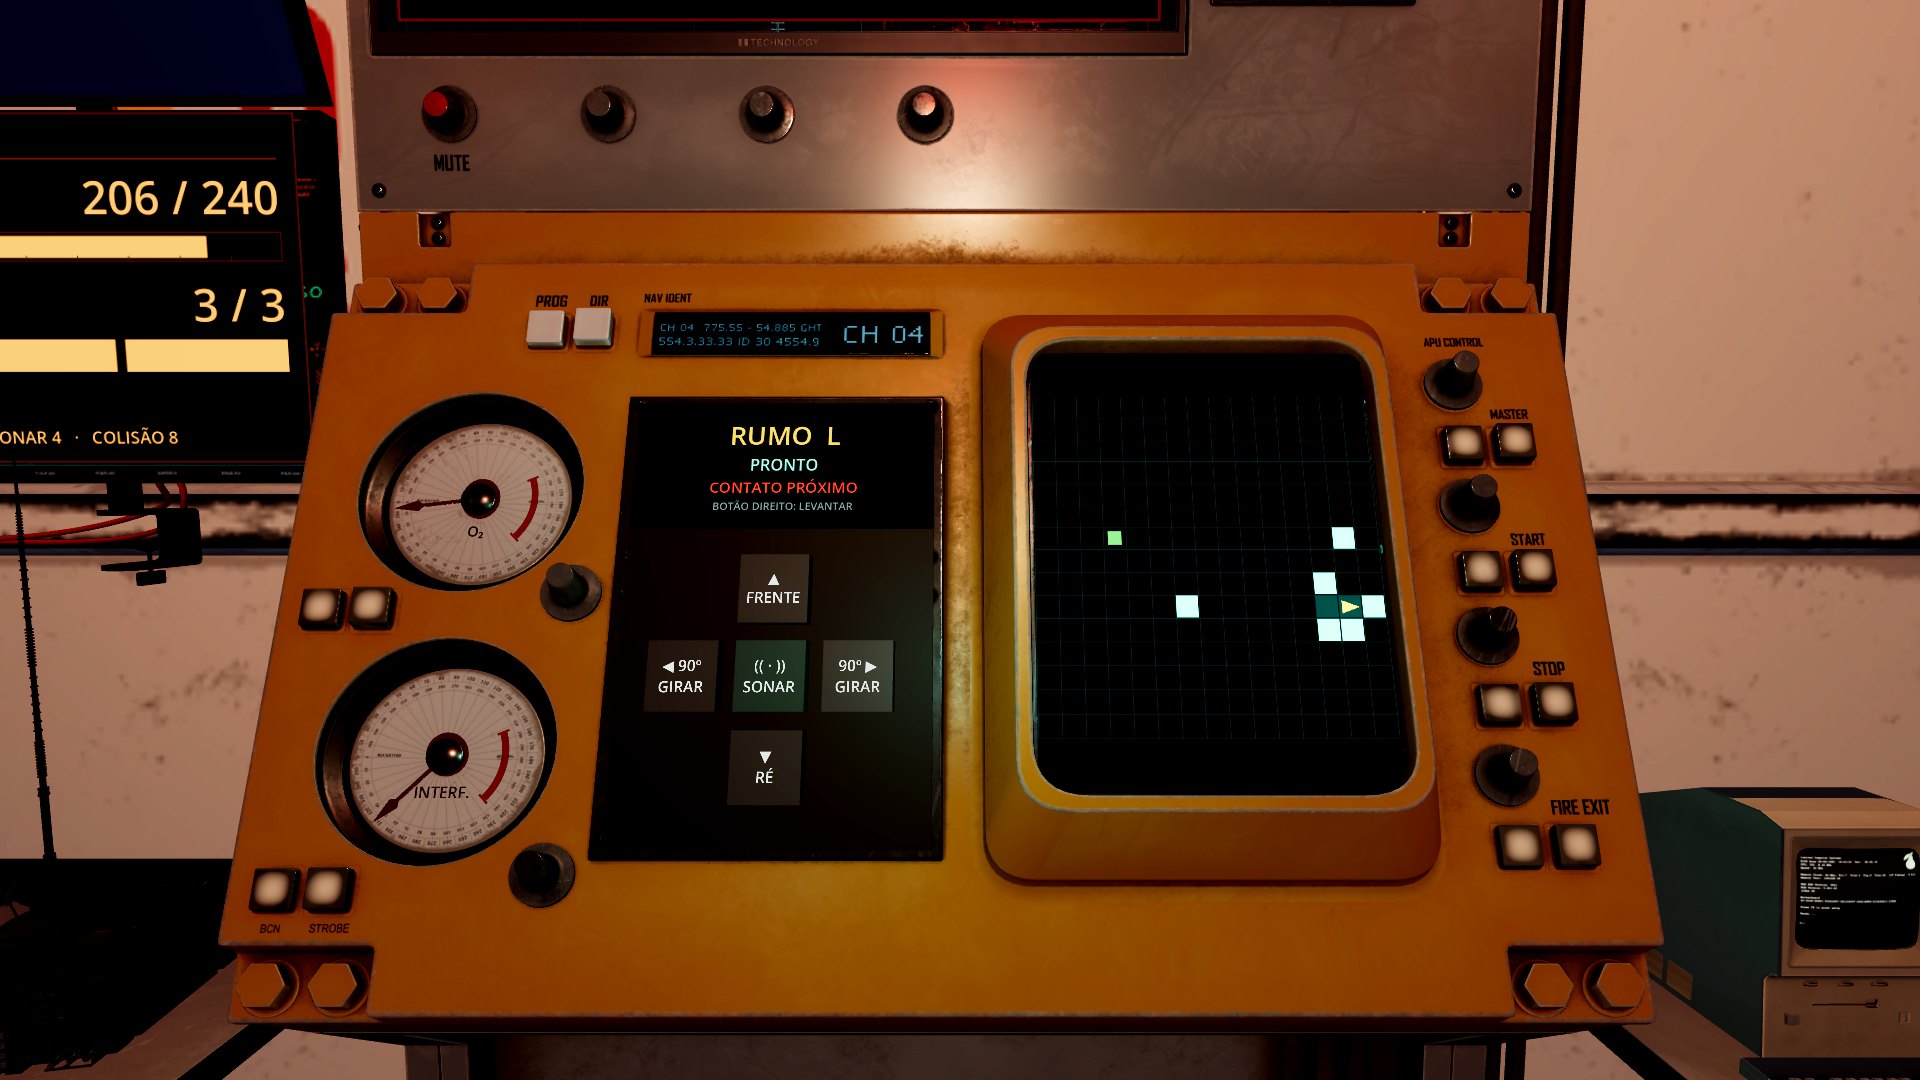 TECHNOLOGY
MUTE
206 / 240
3 / 3
ONAR 4 · COLISÃO 8
PROG
DIR
NAV IDENT
CH 04 775.55 - 54.885 GHT
554.3.33.33 ID 30 4554.9
CH 04
RUMO L
PRONTO
CONTATO PRÓXIMO
BOTÃO DIREITO: LEVANTAR
▲
FRENTE
◀ 90º
GIRAR
((·))
SONAR
90º ▶
GIRAR
▼
RÉ
O₂
INTERF.
BCN
STROBE
APU CONTROL
MASTER
START
STOP
FIRE EXIT